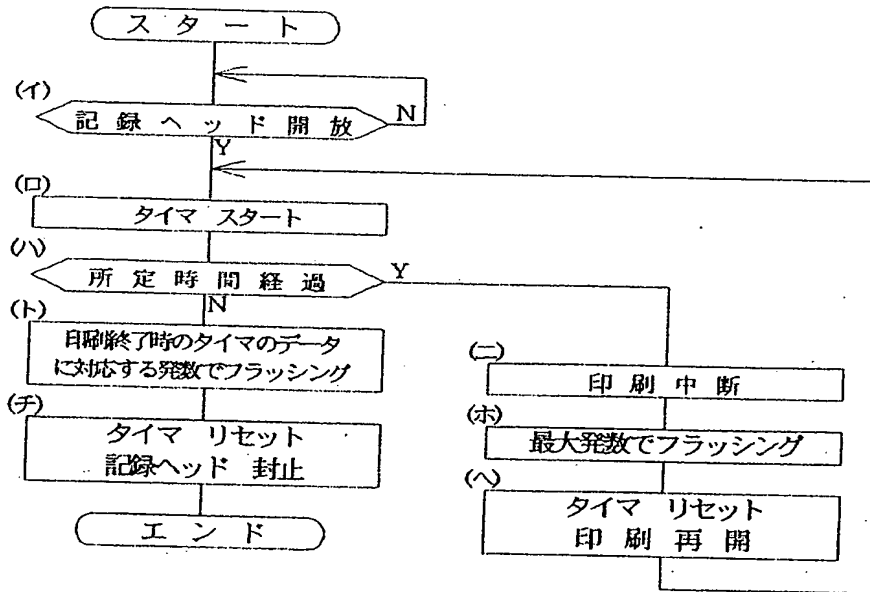 スタート
(イ)
記録ヘッド開放
N
Y
(ロ)
タイマ スタート
(ハ)
所定時間経過
Y
N
(ト)
印刷終了時のタイマのデータ
に対応する発数でフラッシング
(チ)
タイマ リセット
記録ヘッド 封止
エンド
(ニ)
印刷中断
(ホ)
最大発数でフラッシング
(ヘ)
タイマ リセット
印刷再開